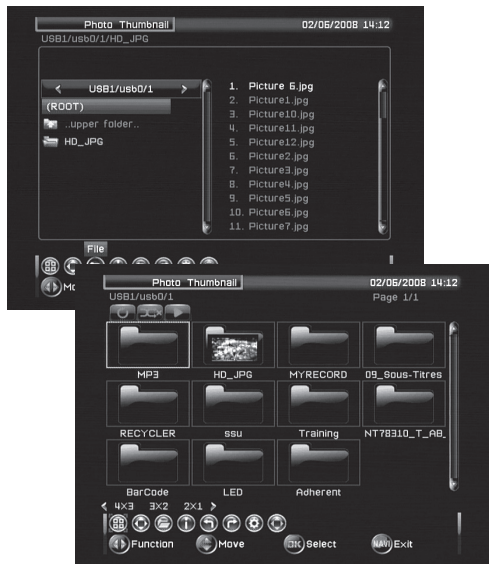 Photo Thumbnail 02/06/2008 14:12
USB1/usb0/1/HD_JPG
< USB1/usb0/1 >
(ROOT)
..upper folder..
HD_JPG
1. Picture 6.jpg
2. Picture1.jpg
3. Picture10.jpg
4. Picture11.jpg
5. Picture12.jpg
6. Picture2.jpg
7. Picture3.jpg
8. Picture4.jpg
9. Picture5.jpg
10. Picture6.jpg
11. Picture7.jpg
File
Photo Thumbnail 02/06/2008 14:12
USB1/usb0/1 Page 1/1
MP3 HD_JPG MYRECORD 09_Sous-Titres
RECYCLER ssu Training NT78310_T_AB_
BarCode LED Adherent
< 4X3 3X2 2X1 >
Function Move OK Select NAVI Exit